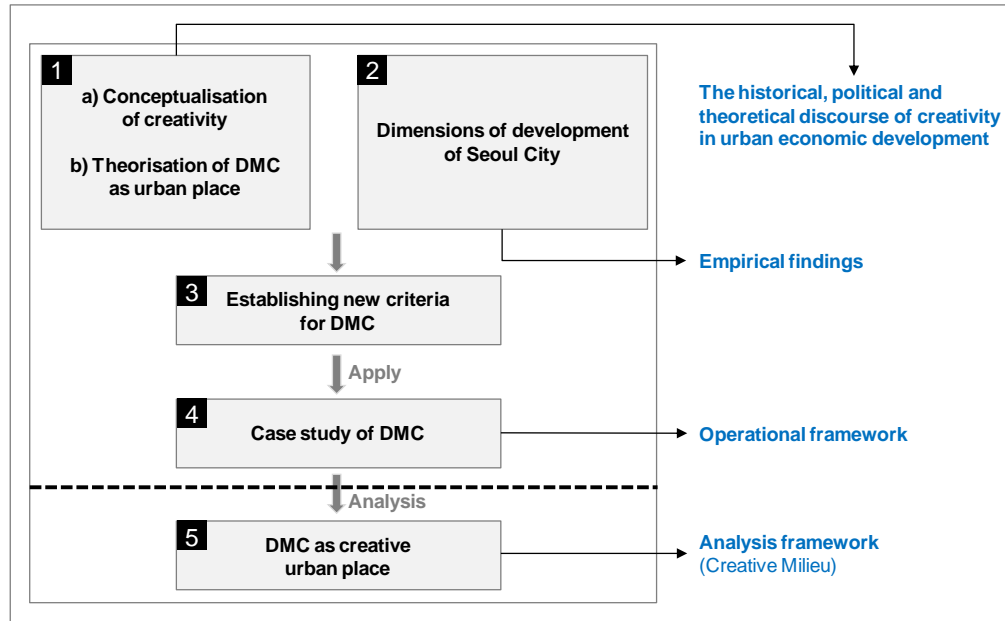 1
a) Conceptualisation
of creativity
b) Theorisation of DMC
as urban place
2
Dimensions of development
of Seoul City
The historical, political and
theoretical discourse of creativity
in urban economic development
Empirical findings
3
Establishing new criteria
for DMC
Apply
4
Case study of DMC
Operational framework
Analysis
5
DMC as creative
urban place
Analysis framework
(Creative Milieu)